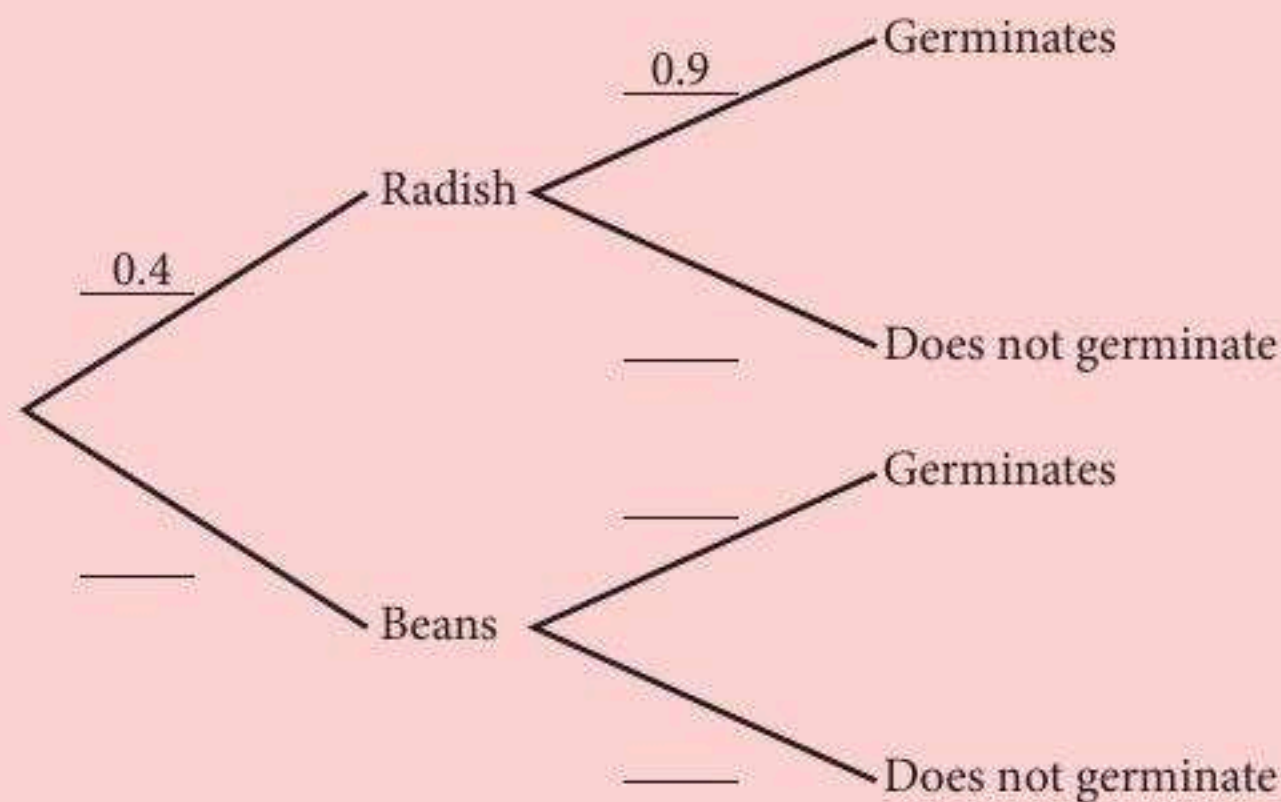 Germinates
0.9
Radish
0.4
Does not germinate
Germinates
Beans
Does not germinate